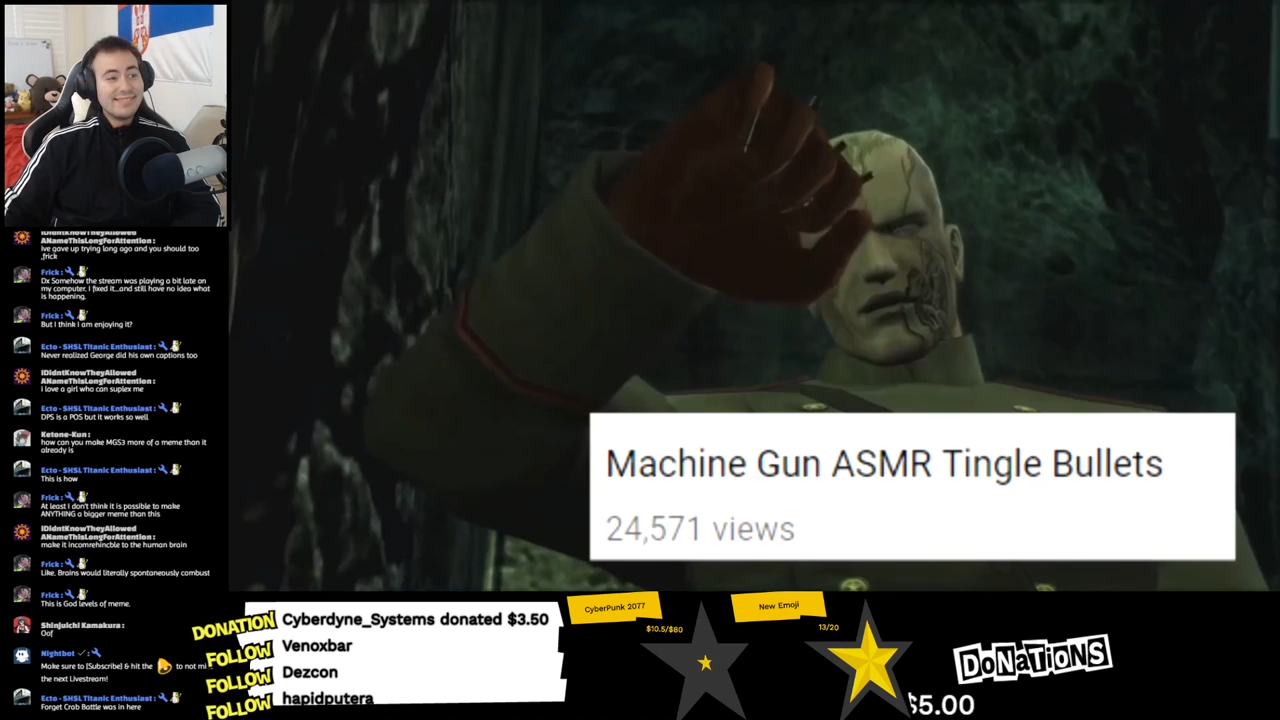 IDidntKnowTheyAllowed
ANameThisLongForAttention :
ive gave up trying long ago and you should too
,frick
Frick :
Dx Somehow the stream was playing a bit late on
my computer. I fixed it...and still have no idea what
is happening.
Frick :
But I think I am enjoying it?
Ecto - SHSL Titanic Enthusiast :
Never realized George did his own captions too
IDidntKnowTheyAllowed
ANameThisLongForAttention :
i love a girl who can suplex me
Ecto - SHSL Titanic Enthusiast :
DPS is a POS but it works so well
Ketone-Kun :
how can you make MGS3 more of a meme than it
already is
Ecto - SHSL Titanic Enthusiast :
This is how
Frick :
At least I don't think it is possible to make
ANYTHING a bigger meme than this
IDidntKnowTheyAllowed
ANameThisLongForAttention :
make it incomrehincble to the human brain
Frick :
Like, Brains would literally spontaneously combust
Frick :
This is God levels of meme.
Shinjuichi Kamakura :
Oof
Nightbot :
Make sure to [Subscribe] & hit the to not mi
the next Livestream!
Ecto - SHSL Titanic Enthusiast :
Forget Crab Battle was in here
Machine Gun ASMR Tingle Bullets
24,571 views
DONATION Cyberdyne_Systems donated $3.50
FOLLOW Venoxbar
FOLLOW Dezcon
FOLLOW hapidputera
CyberPunk 2077
$10.5/$80
New Emoji
13/20
DONATIONS
$5.00